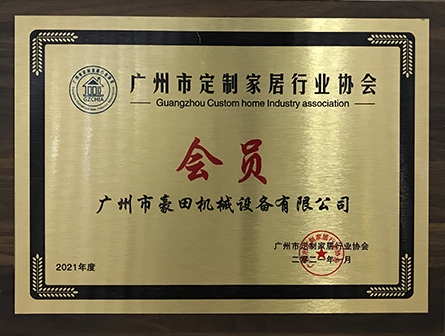 GZCHIA
广州市定制家居行业协会
Guangzhou Custom home Industry association
会员
广州市豪田机械设备有限公司
广州市定制家居行业协会
二〇二一年一月
2021年度